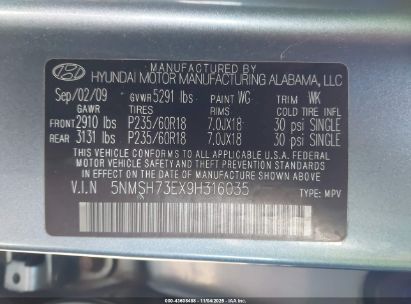 MANUFACTURED BY
HYUNDAI MOTOR MANUFACTURING ALABAMA, LLC
Sep/02/09 GVWR 5291 lbs PAINT WG TRIM WK
GAWR TIRES RIMS COLD TIRE INFL
FRONT 2910 lbs P235/60R18 7.0JX18 30 psi SINGLE
REAR 3131 lbs P235/60R18 7.0JX18 30 psi SINGLE
THIS VEHICLE CONFORMS TO ALL APPLICABLE U.S.A. FEDERAL
MOTOR VEHICLE SAFETY AND THEFT PREVENTION STANDARDS IN
EFFECT ON THE DATE OF MANUFACTURE SHOWN ABOVE.
V.I.N 5NMSH73EX9H316035 TYPE: MPV
11/04/2025